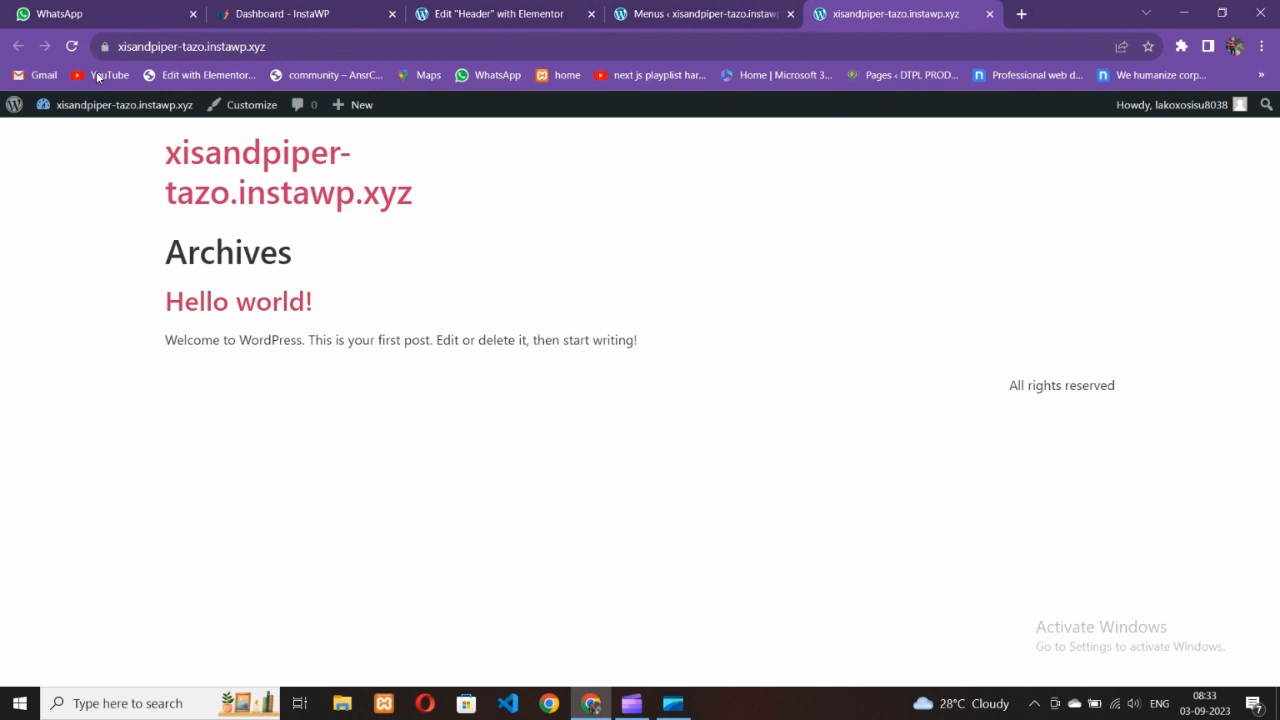 WhatsApp
Dashboard - InstaWP
Edit "Header" with Elementor
Menus ‹ xisandpiper-tazo.instawp
xisandpiper-tazo.instawp.xyz
xisandpiper-tazo.instawp.xyz
Gmail
YouTube
Edit with Elementor...
community – AnsrC...
Maps
WhatsApp
home
next js playlist har...
Home | Microsoft 3...
Pages ‹ DTPL PROD...
Professional web d...
We humanize corp...
»
xisandpiper-tazo.instawp.xyz
Customize
0
New
Howdy, lakoxosisu8038
xisandpiper-
tazo.instawp.xyz
Archives
Hello world!
Welcome to WordPress. This is your first post. Edit or delete it, then start writing!
All rights reserved
Activate Windows
Go to Settings to activate Windows.
Type here to search
28°C Cloudy
ENG
08:33
03-09-2023
7